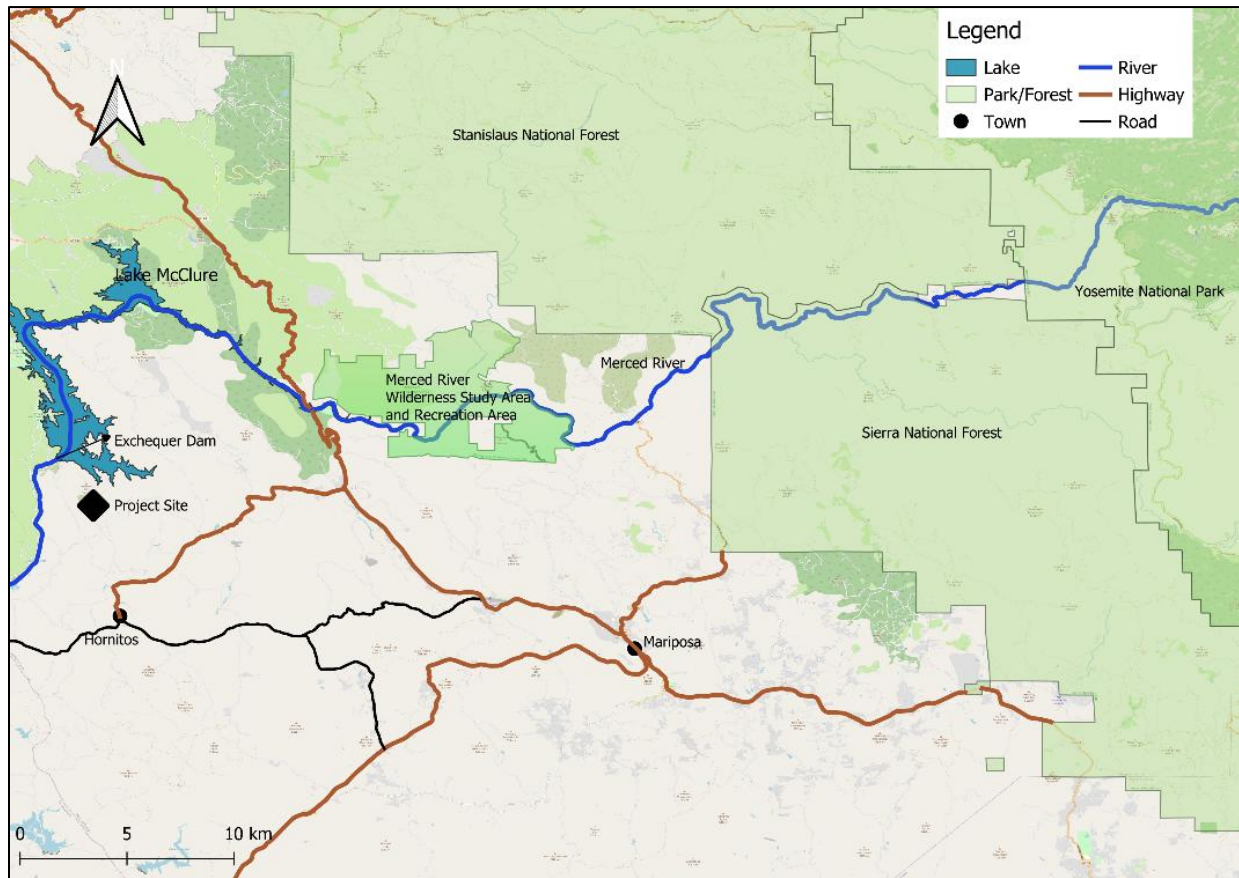 Legend
Lake
River
Park/Forest
Highway
Town
Road
N
Stanislaus National Forest
Lake McClure
Yosemite National Park
Merced River
Merced River
Wilderness Study Area
and Recreation Area
Sierra National Forest
Exchequer Dam
Project Site
Hornitos
Mariposa
0 5 10 km